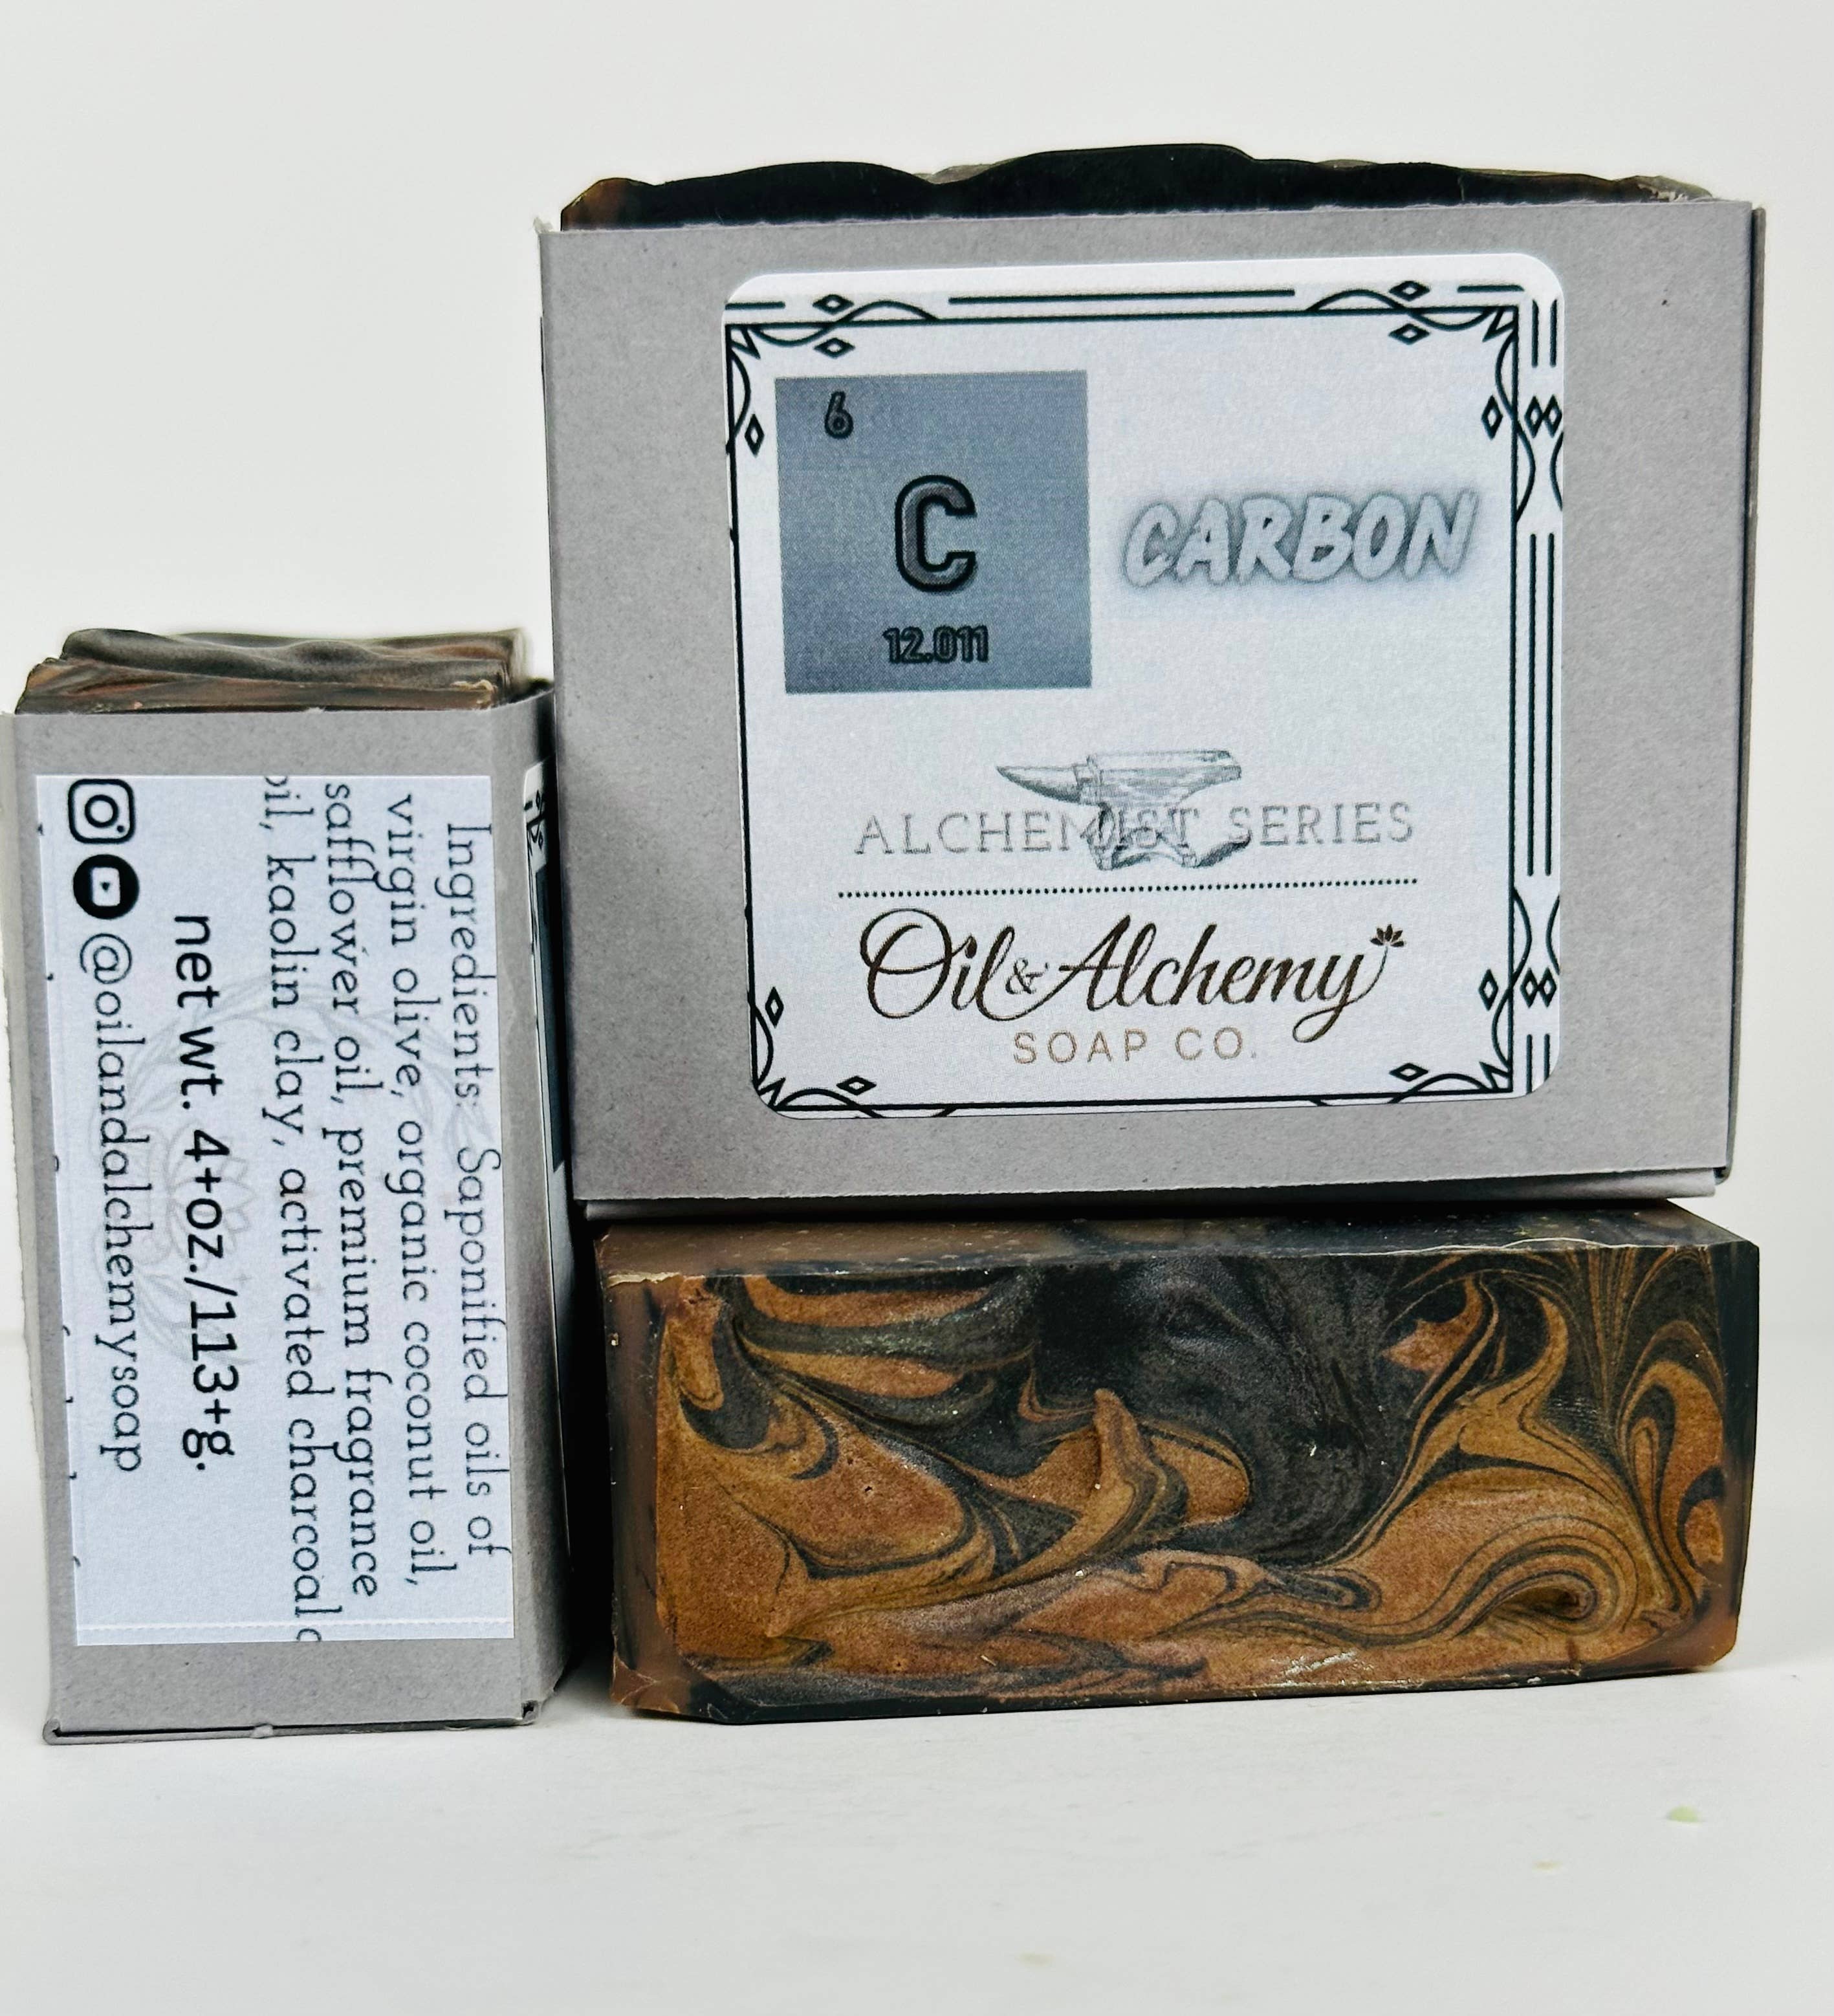 6
C
12.011
CARBON
ALCHEMIST SERIES
Oil & Alchemy
SOAP CO.
Ingredients: Saponified oils of
virgin olive, organic coconut oil,
safflower oil, premium fragrance
oil, kaolin clay, activated charcoal
net wt. 4+oz./113+g.
@oilandalchemysoap